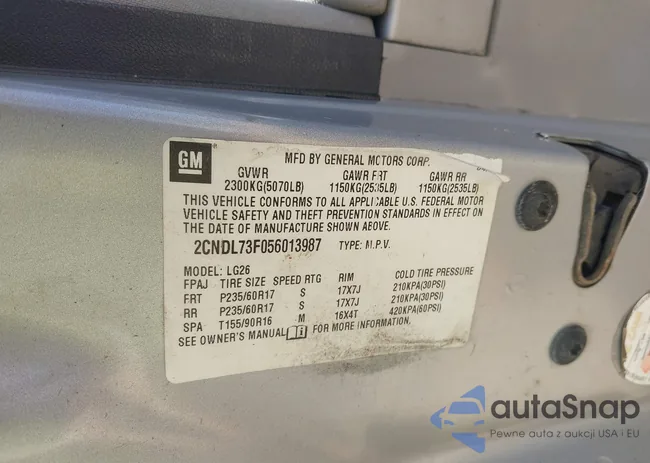 GM
MFD BY GENERAL MOTORS CORP.
GVWR GAWR FRT GAWR RR
2300KG(5070LB) 1150KG(2535LB) 1150KG(2535LB)
THIS VEHICLE CONFORMS TO ALL APPLICABLE U.S. FEDERAL MOTOR
VEHICLE SAFETY AND THEFT PREVENTION STANDARDS IN EFFECT ON
THE DATE OF MANUFACTURE SHOWN ABOVE.
2CNDL73F056013987 TYPE: M.P.V.
MODEL: LG26
FPAJ TIRE SIZE SPEED RTG RIM COLD TIRE PRESSURE
FRT P235/60R17 S 17X7J 210KPA(30PSI)
RR P235/60R17 S 17X7J 210KPA(30PSI)
SPA T155/90R16 M 16X4T 420KPA(60PSI)
SEE OWNER'S MANUAL FOR MORE INFORMATION.
autaSnap
Pewne auta z aukcji USA i EU